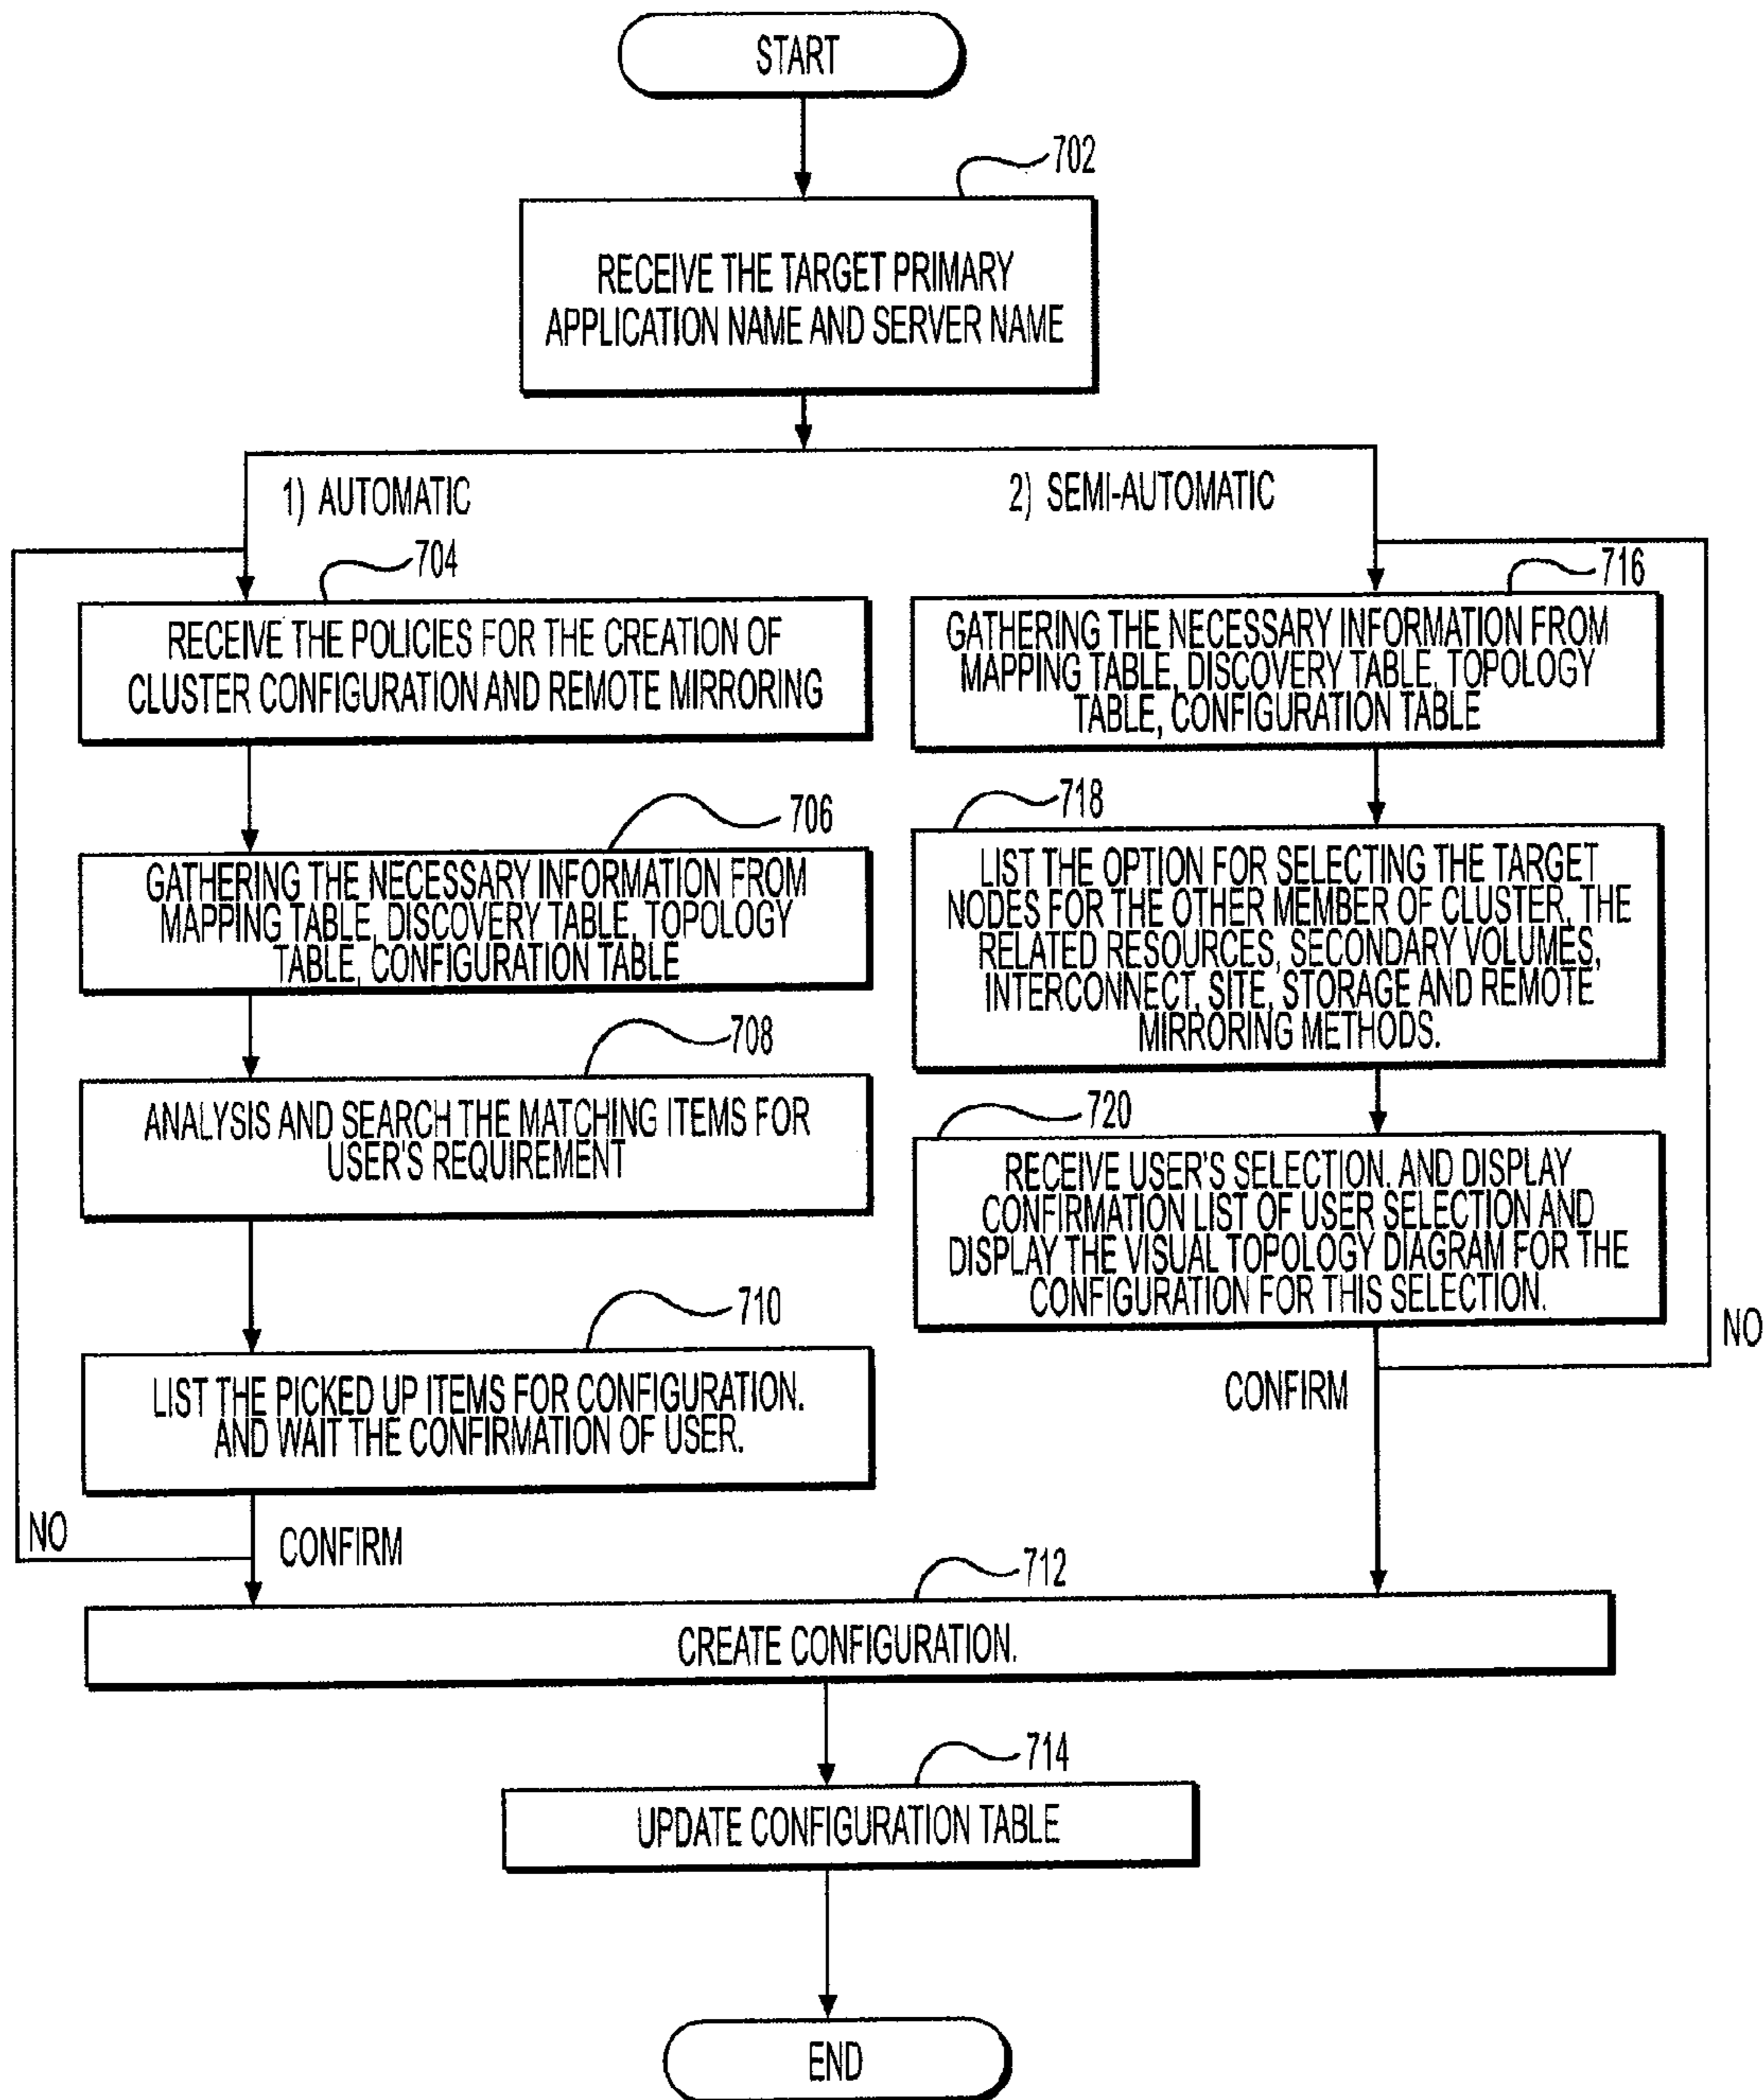 START
702
RECEIVE THE TARGET PRIMARY
APPLICATION NAME AND SERVER NAME
1) AUTOMATIC
2) SEMI-AUTOMATIC
704
RECEIVE THE POLICIES FOR THE CREATION OF
CLUSTER CONFIGURATION AND REMOTE MIRRORING
706
GATHERING THE NECESSARY INFORMATION FROM
MAPPING TABLE, DISCOVERY TABLE, TOPOLOGY
TABLE, CONFIGURATION TABLE
708
ANALYSIS AND SEARCH THE MATCHING ITEMS FOR
USER'S REQUIREMENT
710
LIST THE PICKED UP ITEMS FOR CONFIGURATION.
AND WAIT THE CONFIRMATION OF USER.
NO
CONFIRM
716
GATHERING THE NECESSARY INFORMATION FROM
MAPPING TABLE, DISCOVERY TABLE, TOPOLOGY
TABLE, CONFIGURATION TABLE
718
LIST THE OPTION FOR SELECTING THE TARGET
NODES FOR THE OTHER MEMBER OF CLUSTER, THE
RELATED RESOURCES, SECONDARY VOLUMES,
INTERCONNECT, SITE, STORAGE AND REMOTE
MIRRORING METHODS.
720
RECEIVE USER'S SELECTION. AND DISPLAY
CONFIRMATION LIST OF USER SELECTION AND
DISPLAY THE VISUAL TOPOLOGY DIAGRAM FOR THE
CONFIGURATION FOR THIS SELECTION.
NO
CONFIRM
712
CREATE CONFIGURATION.
714
UPDATE CONFIGURATION TABLE
END